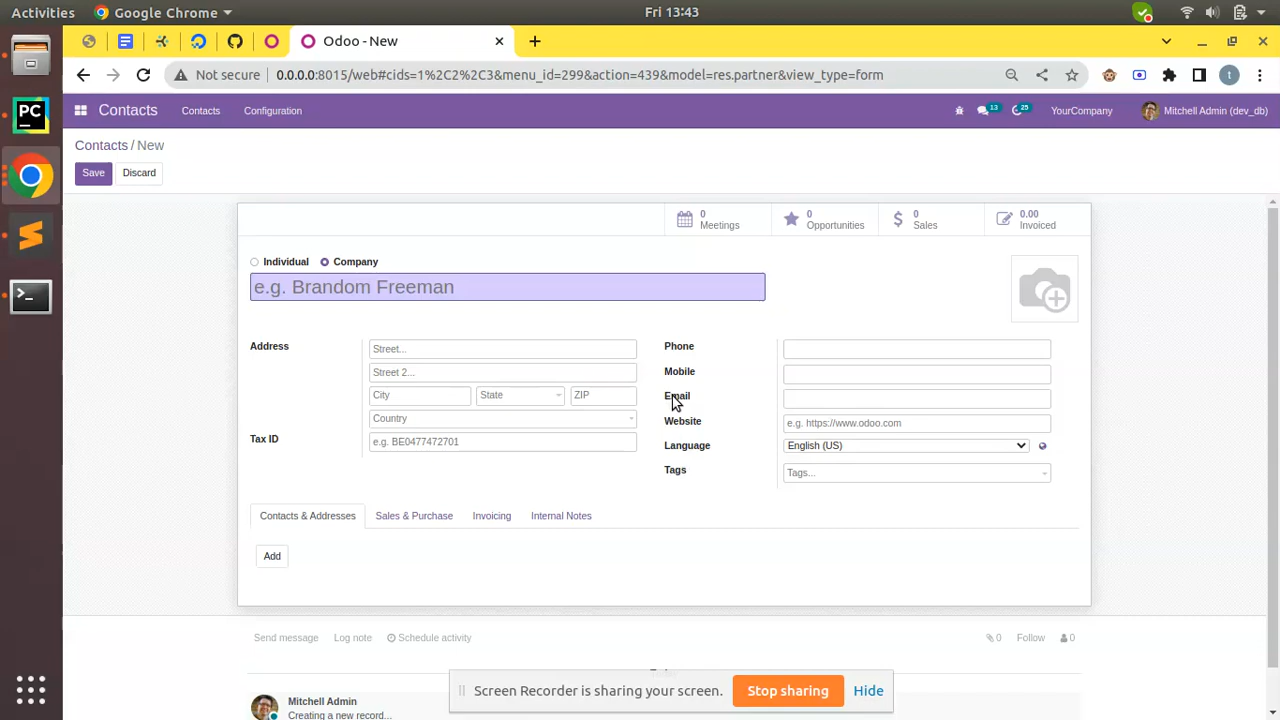 Activities Google Chrome Fri 13:43
Odoo - New
Not secure 0.0.0.0:8015/web#cids=1%2C2%2C3&menu_id=299&action=439&model=res.partner&view_type=form t
PC
Contacts Contacts Configuration 13 25 YourCompany Mitchell Admin (dev_db)
Contacts / New
Save Discard
0 Meetings
0 Opportunities
$ 0 Sales
0.00 Invoiced
Individual Company
e.g. Brandom Freeman
Address
Street...
Street 2...
City State ZIP
Country
Tax ID e.g. BE0477472701
Phone
Mobile
Email
Website e.g. https://www.odoo.com
Language English (US)
Tags Tags...
Contacts & Addresses Sales & Purchase Invoicing Internal Notes
Add
Send message Log note Schedule activity 0 Follow 0
Screen Recorder is sharing your screen. Stop sharing Hide
Mitchell Admin
Creating a new record...